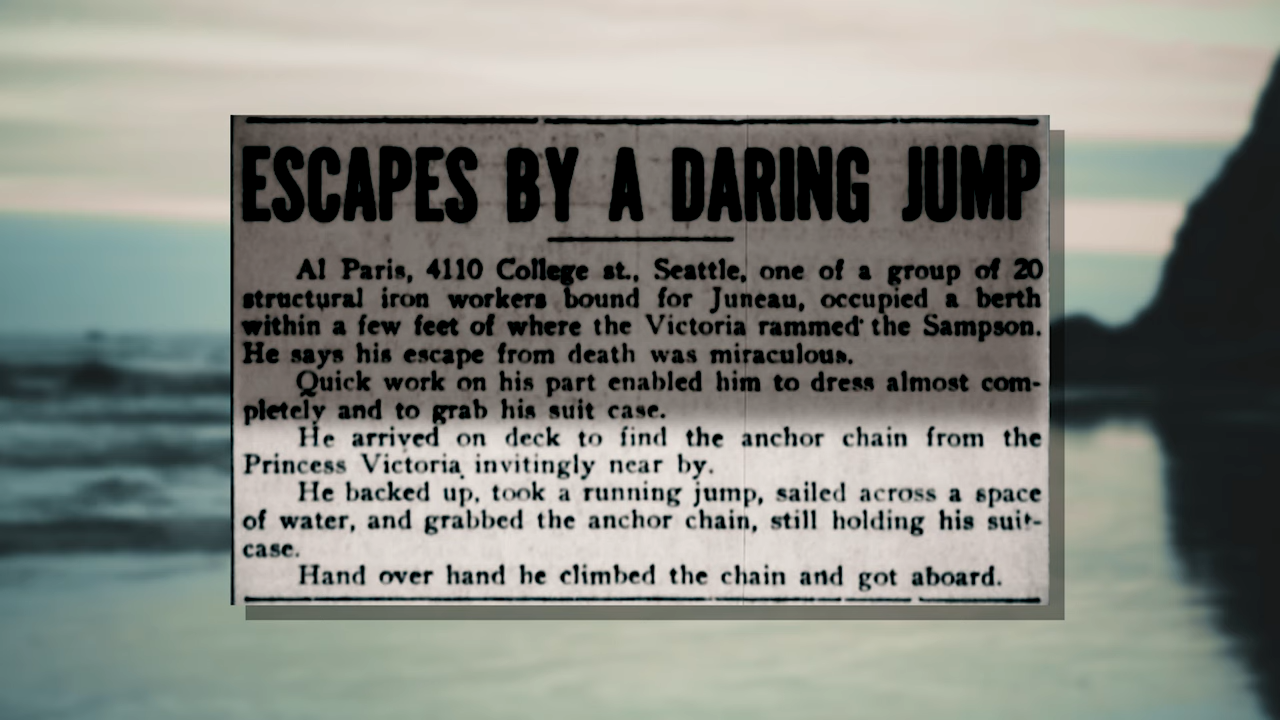 ESCAPES BY A DARING JUMP
Al Paris, 4110 College st., Seattle, one of a group of 20
structural iron workers bound for Juneau, occupied a berth
within a few feet of where the Victoria rammed the Sampson.
He says his escape from death was miraculous.
Quick work on his part enabled him to dress almost com-
pletely and to grab his suit case.
He arrived on deck to find the anchor chain from the
Princess Victoria invitingly near by.
He backed up, took a running jump, sailed across a space
of water, and grabbed the anchor chain, still holding his suit-
case.
Hand over hand he climbed the chain and got aboard.